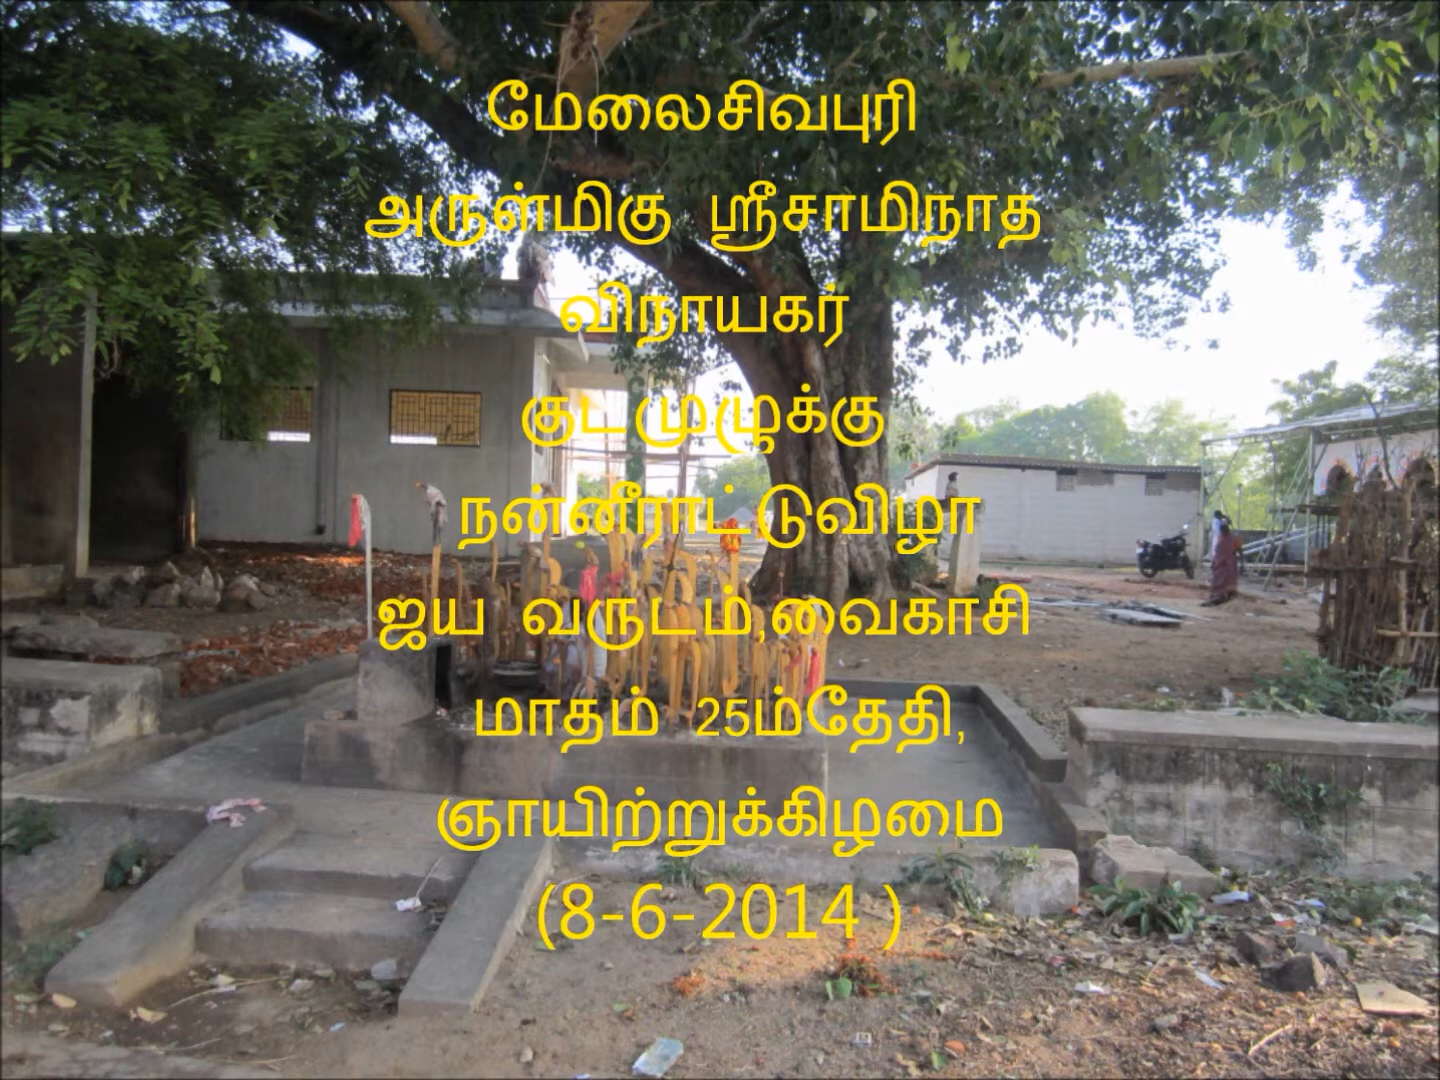 மேலைசிவபுரி
அருள்மிகு ஸ்ரீசாமிநாத
விநாயகர்
குடமுழுக்கு
நன்னீராட்டுவிழா
ஜய வருடம்,வைகாசி
மாதம் 25ம்தேதி,
ஞாயிற்றுக்கிழமை
(8-6-2014 )